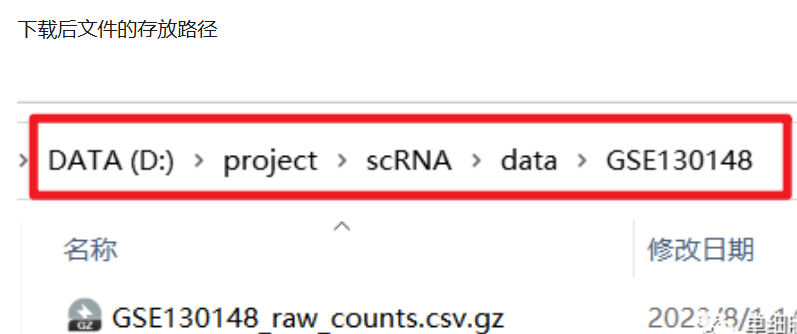 下载后文件的存放路径
› DATA (D:) › project › scRNA › data › GSE130148
名称 修改日期
GZ GSE130148_raw_counts.csv.gz